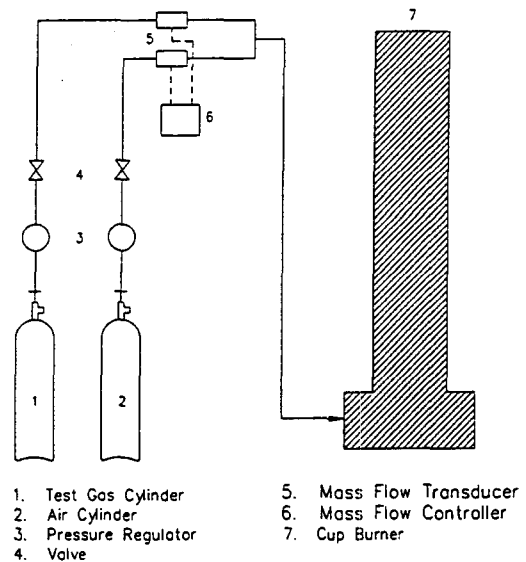 7
5
6
4
3
1
2
1. Test Gas Cylinder
2. Air Cylinder
3. Pressure Regulator
4. Valve
5. Mass Flow Transducer
6. Mass Flow Controller
7. Cup Burner